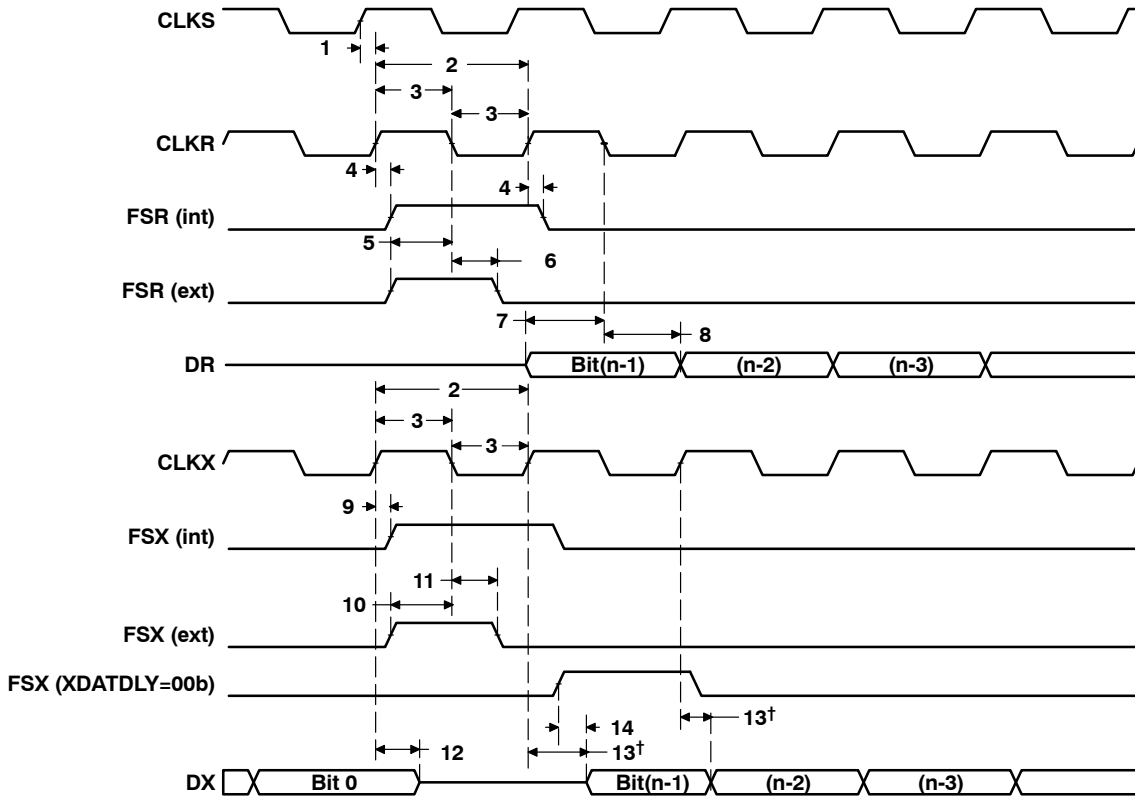 CLKS
1
2
3
3
CLKR
4
4
FSR (int)
5
6
FSR (ext)
7
8
DR
Bit(n-1)
(n-2)
(n-3)
2
3
3
CLKX
9
FSX (int)
11
10
FSX (ext)
FSX (XDATDLY=00b)
13†
14
12
13†
DX
Bit 0
Bit(n-1)
(n-2)
(n-3)